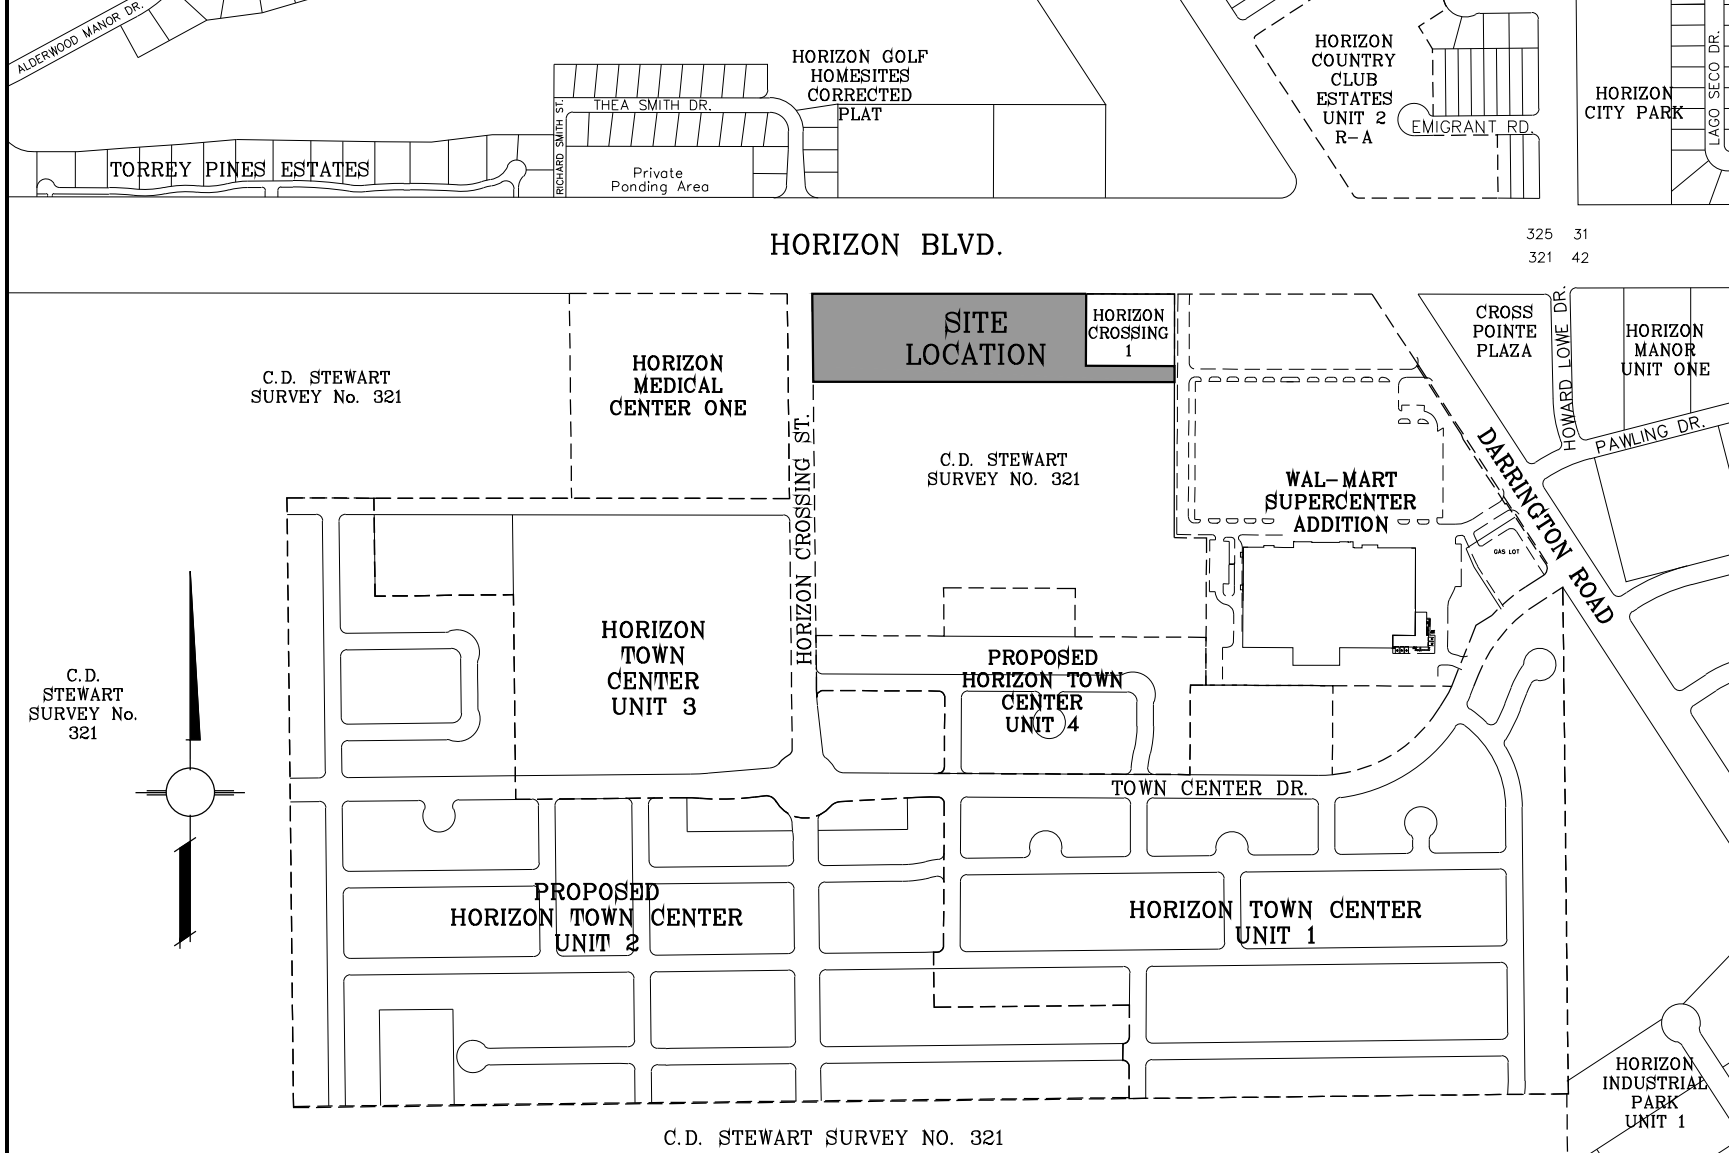 ALDERWOOD MANOR DR.
HORIZON GOLF
HOMESITES
CORRECTED
PLAT
THEA SMITH DR.
RICHARD SMITH ST.
TORREY PINES ESTATES
Private
Ponding Area
HORIZON
COUNTRY
CLUB
ESTATES
UNIT 2
R-A
EMIGRANT RD.
HORIZON
CITY PARK
LAGO SECO DR.
HORIZON BLVD.
325 31
321 42
SITE
LOCATION
HORIZON
CROSSING
1
CROSS
POINTE
PLAZA
HOWARD LOWE DR.
HORIZON
MANOR
UNIT ONE
PAWLING DR.
C.D. STEWART
SURVEY No. 321
HORIZON
MEDICAL
CENTER ONE
HORIZON CROSSING ST.
C.D. STEWART
SURVEY NO. 321
WAL-MART
SUPERCENTER
ADDITION
GAS LOT
DARRINGTON ROAD
C.D.
STEWART
SURVEY No.
321
HORIZON
TOWN
CENTER
UNIT 3
PROPOSED
HORIZON TOWN
CENTER
UNIT 4
TOWN CENTER DR.
PROPOSED
HORIZON TOWN CENTER
UNIT 2
HORIZON TOWN CENTER
UNIT 1
HORIZON
INDUSTRIAL
PARK
UNIT 1
C.D. STEWART SURVEY NO. 321